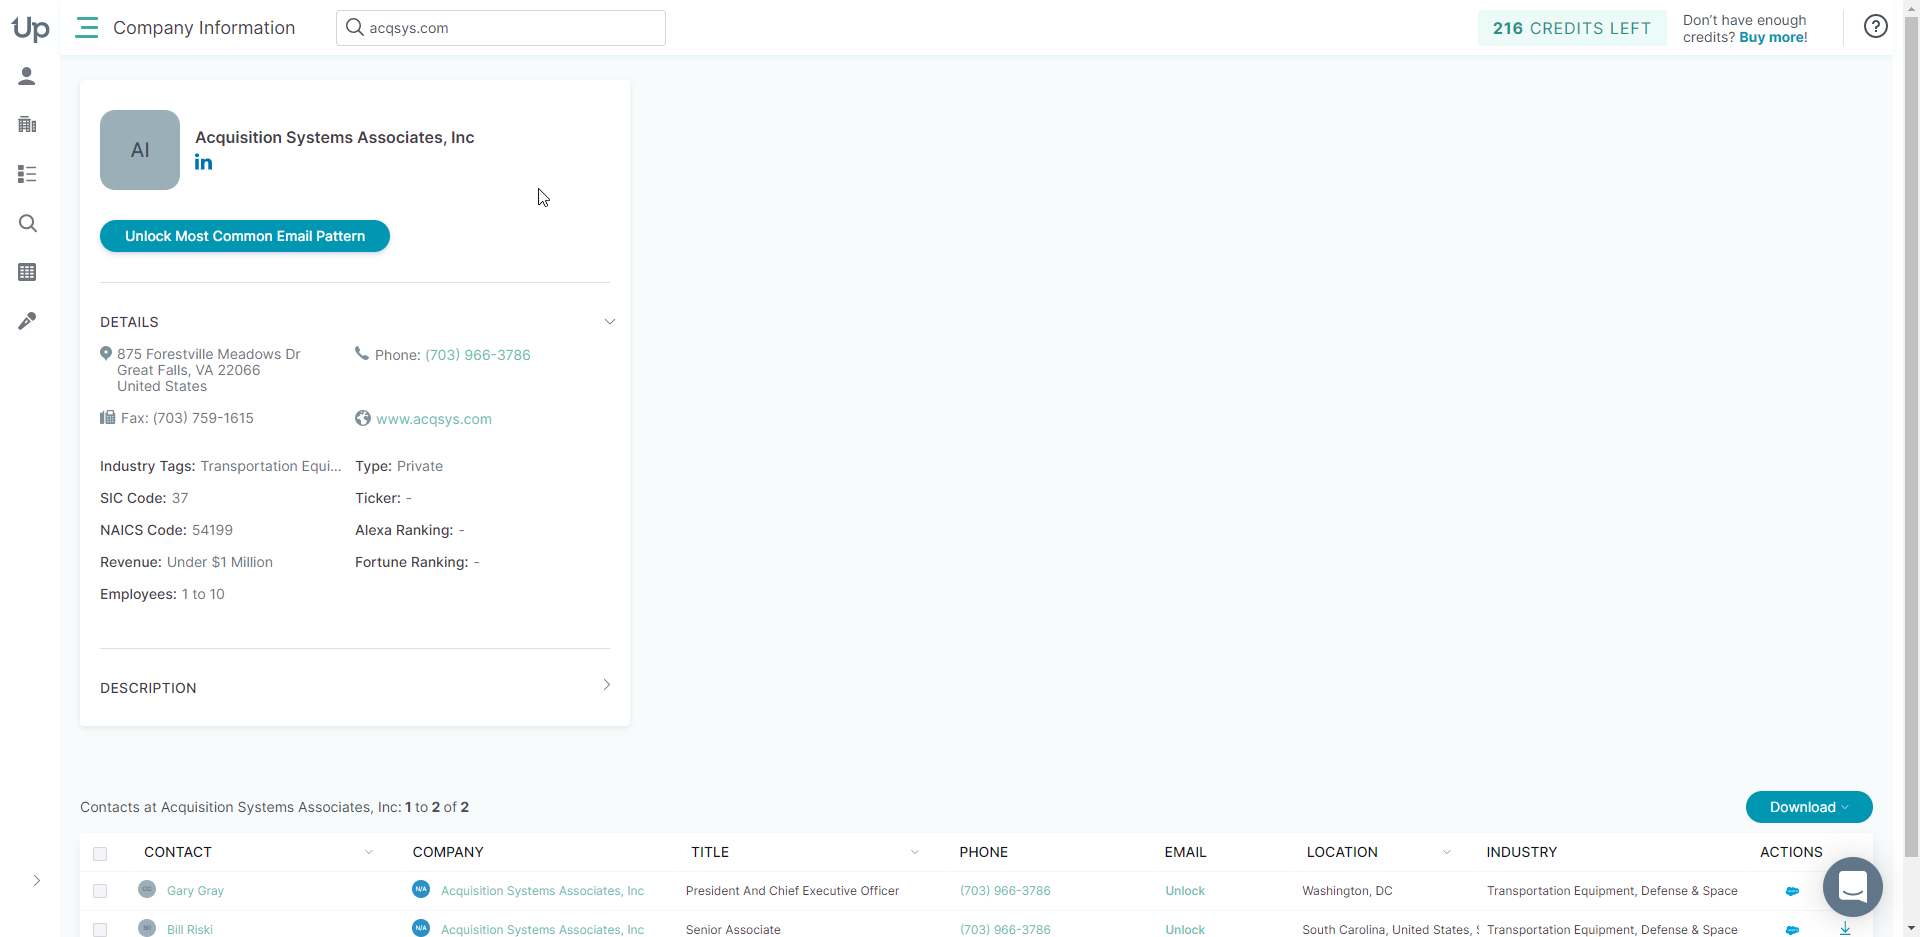 Up
Company Information
acqsys.com
216 CREDITS LEFT
Don't have enough
credits? Buy more!
AI
Acquisition Systems Associates, Inc
in
Unlock Most Common Email Pattern
DETAILS
875 Forestville Meadows Dr
Great Falls, VA 22066
United States
Phone: (703) 966-3786
Fax: (703) 759-1615
www.acqsys.com
Industry Tags: Transportation Equi...
Type: Private
SIC Code: 37
Ticker: -
NAICS Code: 54199
Alexa Ranking: -
Revenue: Under $1 Million
Fortune Ranking: -
Employees: 1 to 10
DESCRIPTION
Contacts at Acquisition Systems Associates, Inc: 1 to 2 of 2
Download
CONTACT COMPANY TITLE PHONE EMAIL LOCATION INDUSTRY ACTIONS
GG Gary Gray N/A Acquisition Systems Associates, Inc President And Chief Executive Officer (703) 966-3786 Unlock Washington, DC Transportation Equipment, Defense & Space
BR Bill Riski N/A Acquisition Systems Associates, Inc Senior Associate (703) 966-3786 Unlock South Carolina, United States, Transportation Equipment, Defense & Space